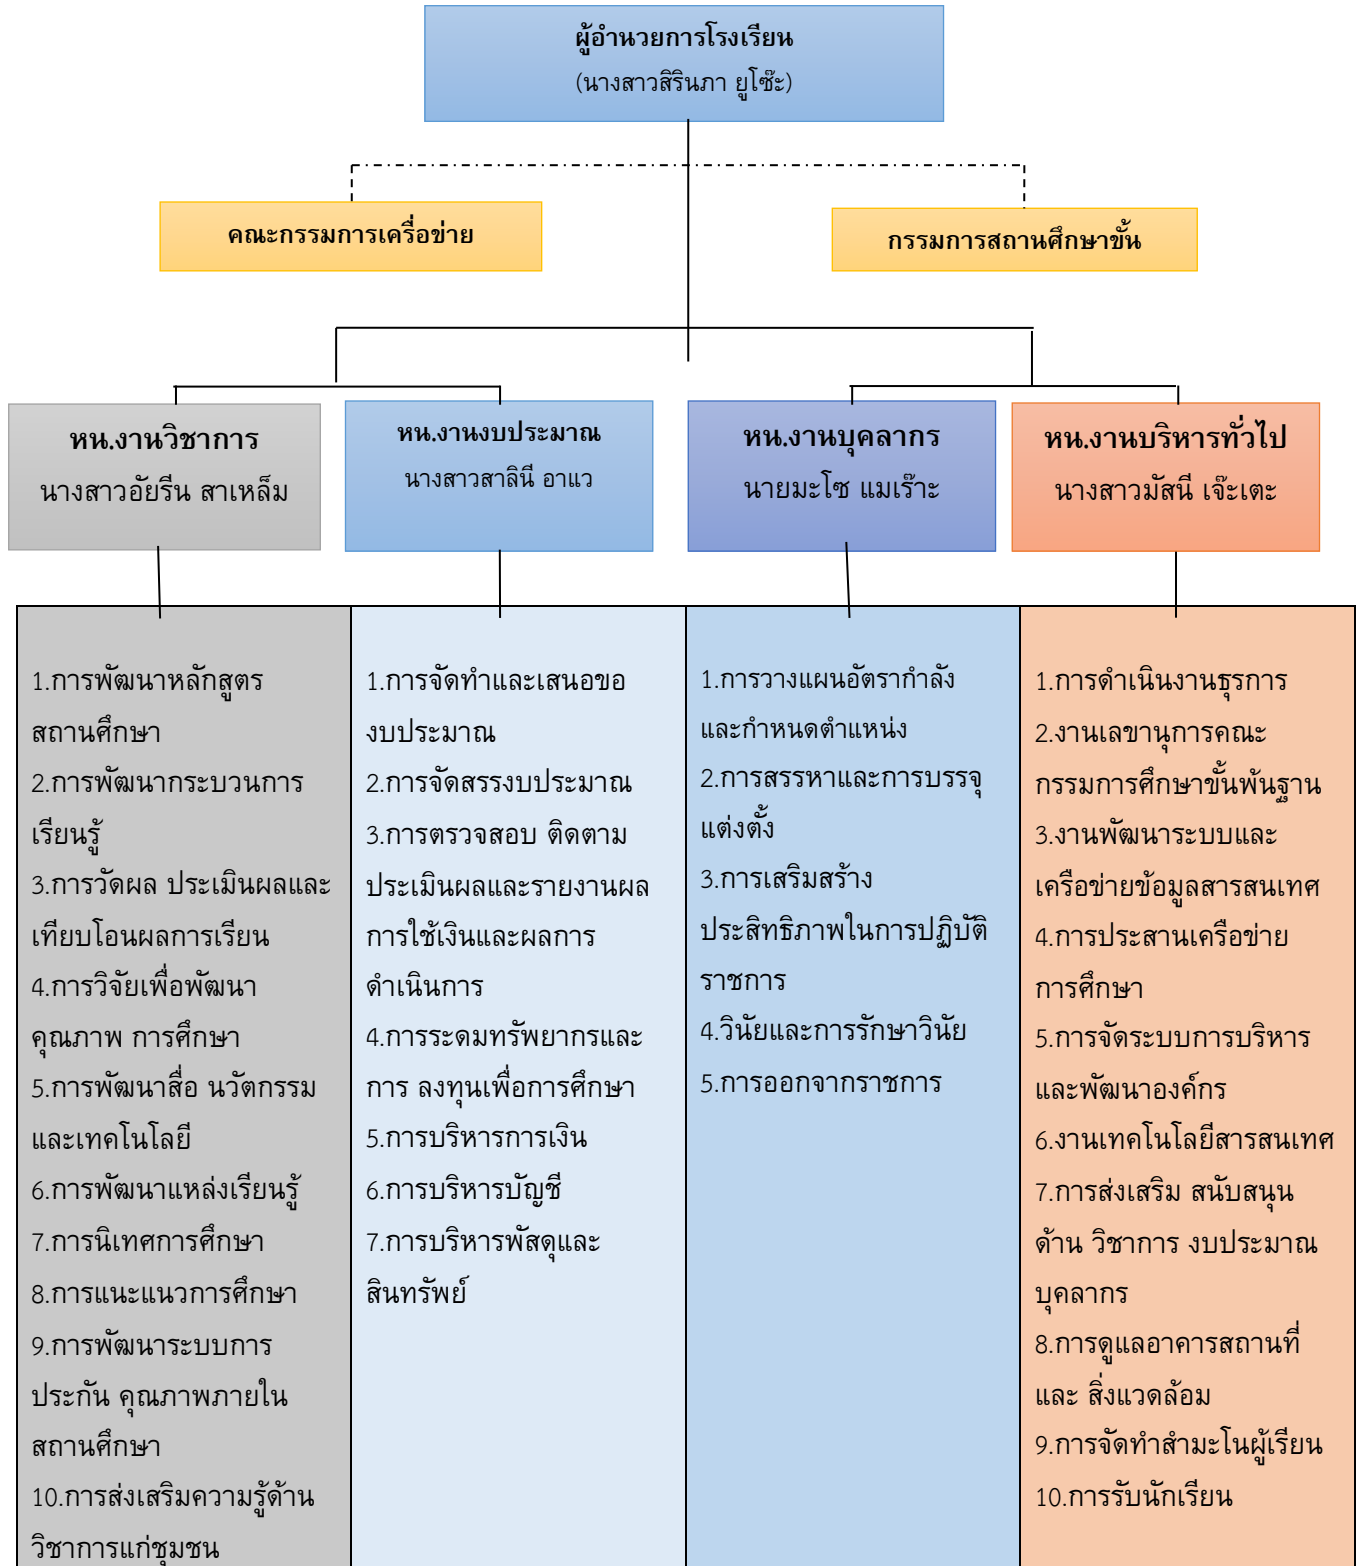 ผู้อำนวยการโรงเรียน
(นางสาวสิรินภา ยูโซ๊ะ)
คณะกรรมการเครื่อข่าย
กรรมการสถานศึกษาขั้น
หน.งานวิชาการ
นางสาวอัยรีน สาเหล็ม
หน.งานงบประมาณ
นางสาวสาลินี อาแว
หน.งานบุคลากร
นายมะโซ แมเร๊าะ
หน.งานบริหารทั่วไป
นางสาวมัสนี เจ๊ะเตะ
1.การพัฒนาหลักสูตร
สถานศึกษา
2.การพัฒนากระบวนการ
เรียนรู้
3.การวัดผล ประเมินผลและ
เทียบโอนผลการเรียน
4.การวิจัยเพื่อพัฒนา
คุณภาพ การศึกษา
5.การพัฒนาสื่อ นวัตกรรม
และเทคโนโลยี
6.การพัฒนาแหล่งเรียนรู้
7.การนิเทศการศึกษา
8.การแนะแนวการศึกษา
9.การพัฒนาระบบการ
ประกัน คุณภาพภายใน
สถานศึกษา
10.การส่งเสริมความรู้ด้าน
วิชาการแก่ชุมชน
1.การจัดทำและเสนอขอ
งบประมาณ
2.การจัดสรรงบประมาณ
3.การตรวจสอบ ติดตาม
ประเมินผลและรายงานผล
การใช้เงินและผลการ
ดำเนินการ
4.การระดมทรัพยากรและ
การ ลงทุนเพื่อการศึกษา
5.การบริหารการเงิน
6.การบริหารบัญชี
7.การบริหารพัสดุและ
สินทรัพย์
1.การวางแผนอัตรากำลัง
และกำหนดตำแหน่ง
2.การสรรหาและการบรรจุ
แต่งตั้ง
3.การเสริมสร้าง
ประสิทธิภาพในการปฏิบัติ
ราชการ
4.วินัยและการรักษาวินัย
5.การออกจากราชการ
1.การดำเนินงานธุรการ
2.งานเลขานุการคณะ
กรรมการศึกษาขั้นพ้นฐาน
3.งานพัฒนาระบบและ
เครือข่ายข้อมูลสารสนเทศ
4.การประสานเครือข่าย
การศึกษา
5.การจัดระบบการบริหาร
และพัฒนาองค์กร
6.งานเทคโนโลยีสารสนเทศ
7.การส่งเสริม สนับสนุน
ด้าน วิชาการ งบประมาณ
บุคลากร
8.การดูแลอาคารสถานที่
และ สิ่งแวดล้อม
9.การจัดทำสำมะโนผู้เรียน
10.การรับนักเรียน